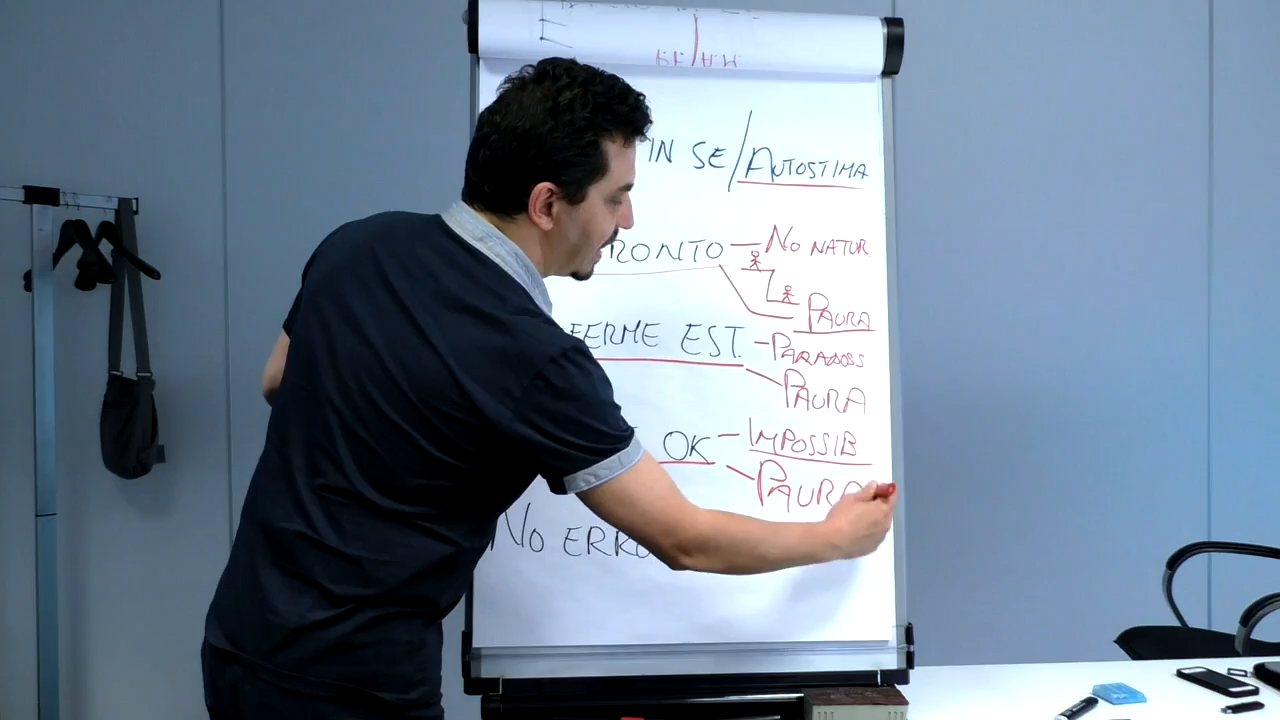 IN SE/AUTOSTIMA
RONTO — NO NATUR
PAURA
FERME EST. — PARADOSS
PAURA
OK — IMPOSSIB
PAURA
NO ERRO